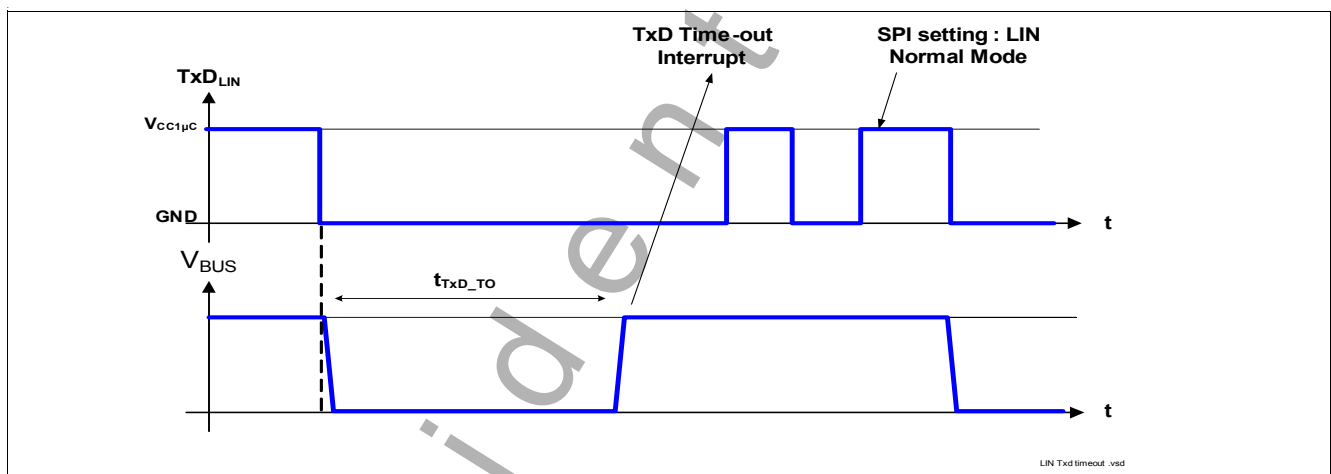 TxD Time-out
Interrupt
SPI setting : LIN
Normal Mode
TxDLIN
VCC1µC
GND
t
VBUS
tTxD_TO
t
LIN Txd timeout .vsd
i d e n t